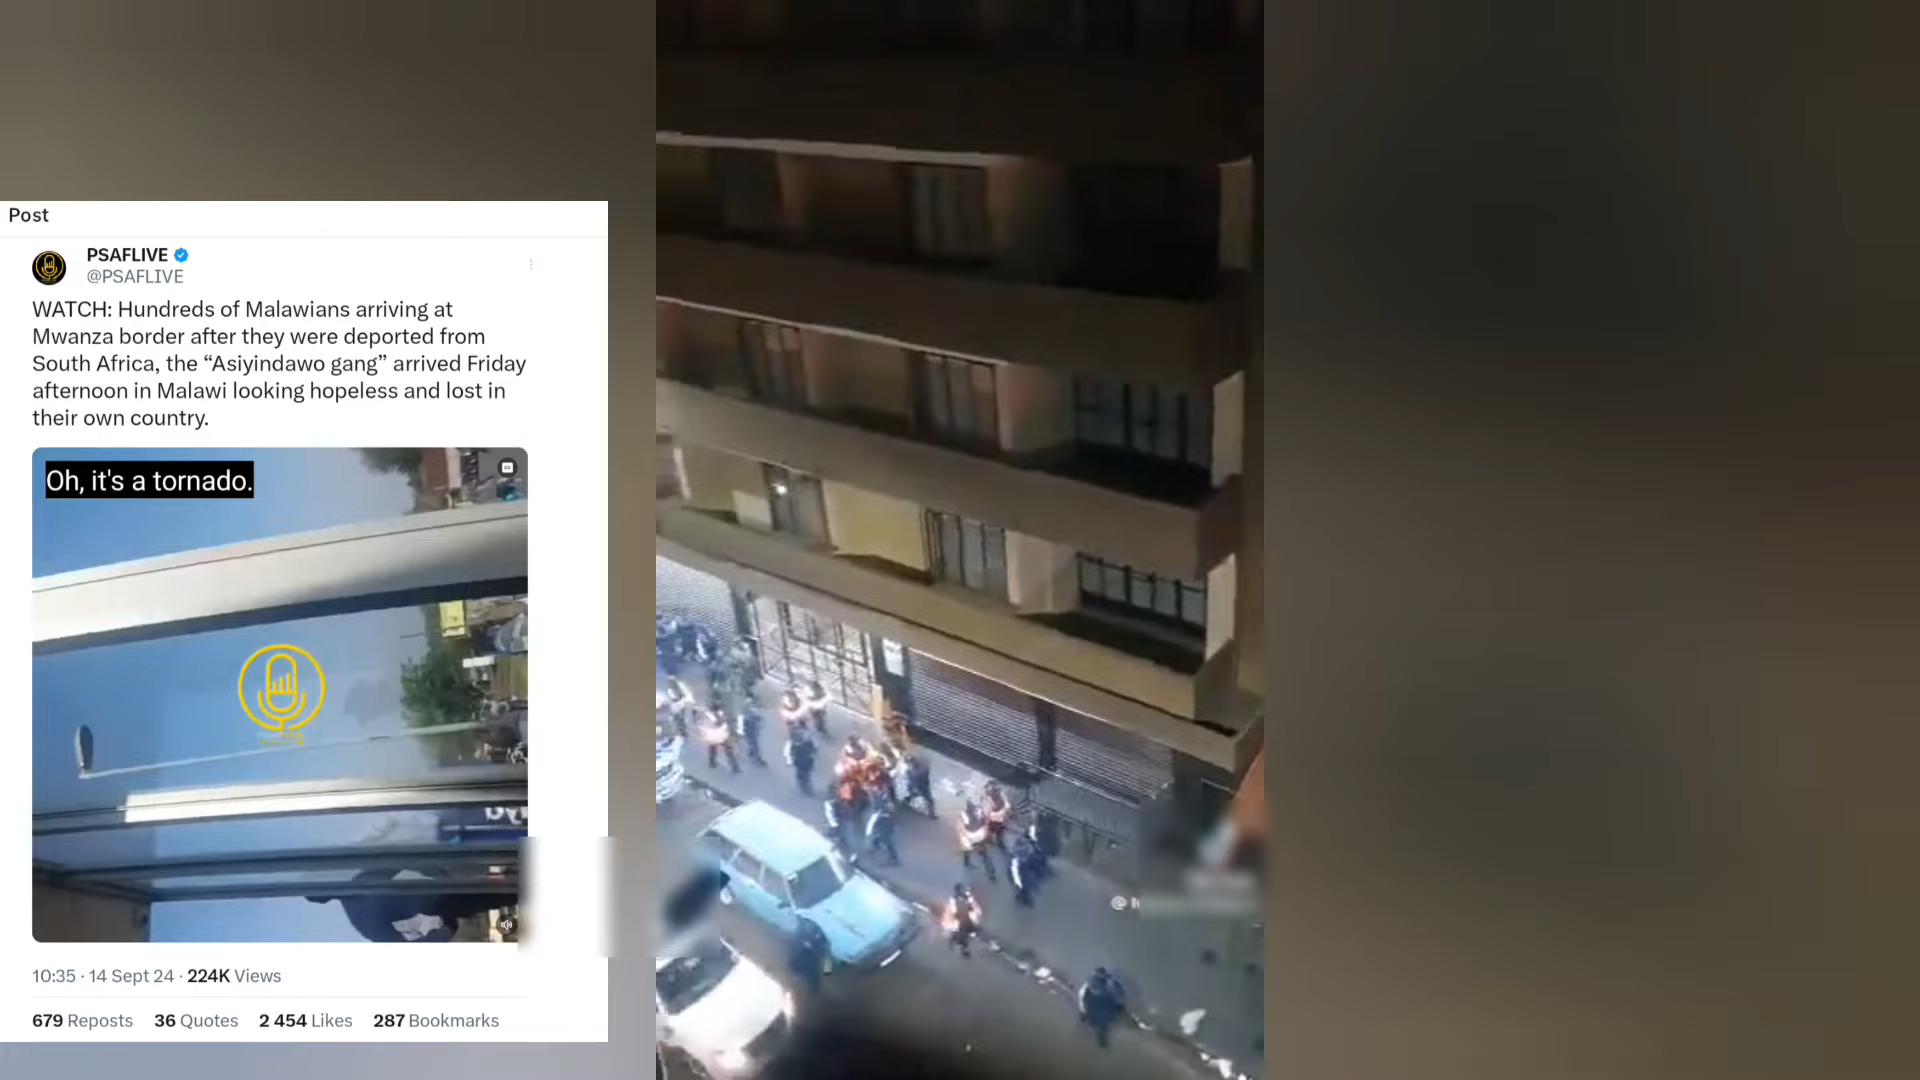 Post
PSAFLIVE
@PSAFLIVE
WATCH: Hundreds of Malawians arriving at
Mwanza border after they were deported from
South Africa, the “Asiyindawo gang” arrived Friday
afternoon in Malawi looking hopeless and lost in
their own country.
Oh, it's a tornado.
10:35 · 14 Sept 24 · 224K Views
679 Reposts 36 Quotes 2 454 Likes 287 Bookmarks